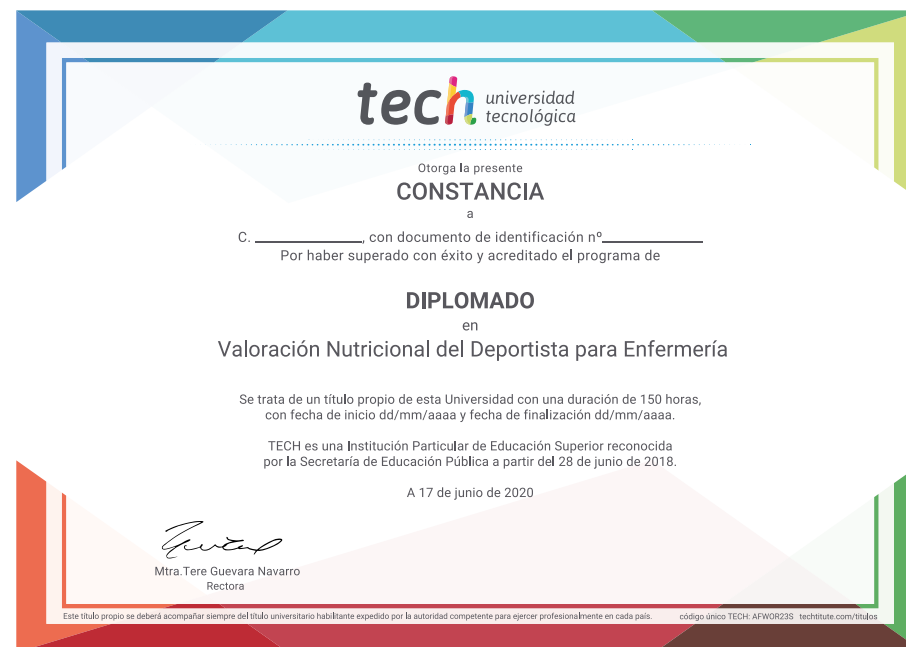 tech universidad
tecnológica
Otorga la presente
CONSTANCIA
a
C. ____________, con documento de identificación nº____________
Por haber superado con éxito y acreditado el programa de
DIPLOMADO
en
Valoración Nutricional del Deportista para Enfermería
Se trata de un título propio de esta Universidad con una duración de 150 horas,
con fecha de inicio dd/mm/aaaa y fecha de finalización dd/mm/aaaa.
TECH es una Institución Particular de Educación Superior reconocida
por la Secretaría de Educación Pública a partir del 28 de junio de 2018.
A 17 de junio de 2020
Mtra.Tere Guevara Navarro
Rectora
Este título propio se deberá acompañar siempre del título universitario habilitante expedido por la autoridad competente para ejercer profesionalmente en cada país. código único TECH: AFWOR23S techtitute.com/titulos